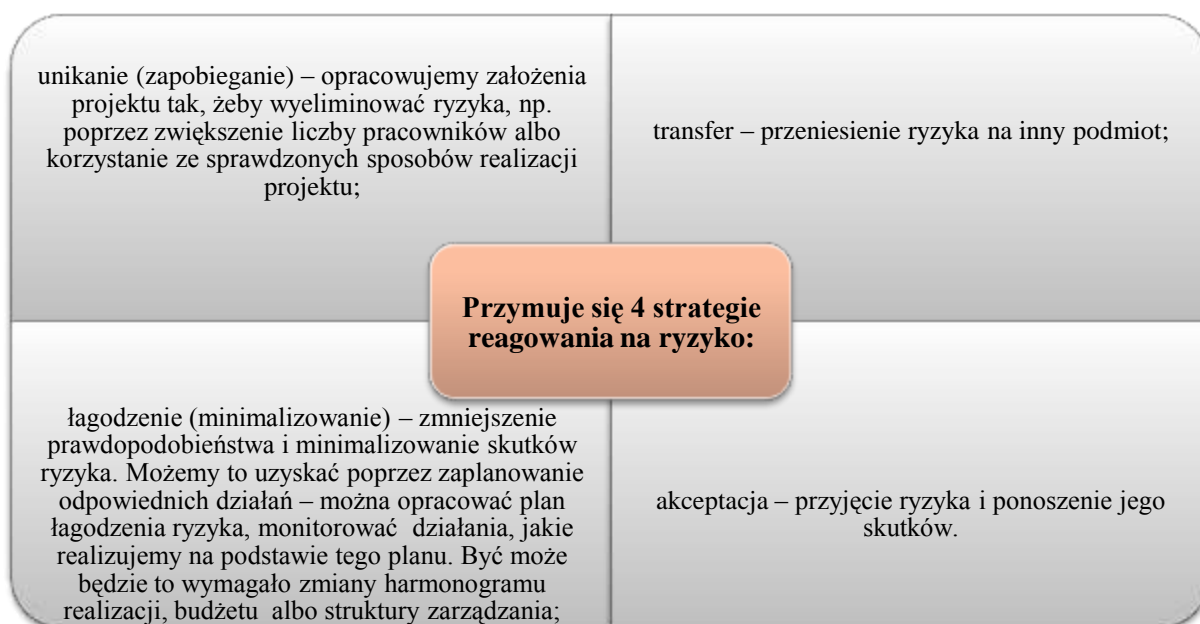 unikanie (zapobieganie) – opracowujemy założenia
projektu tak, żeby wyeliminować ryzyka, np.
poprzez zwiększenie liczby pracowników albo
korzystanie ze sprawdzonych sposobów realizacji
projektu;
transfer – przeniesienie ryzyka na inny podmiot;
Przymuje się 4 strategie
reagowania na ryzyko:
łagodzenie (minimalizowanie) – zmniejszenie
prawdopodobieństwa i minimalizowanie skutków
ryzyka. Możemy to uzyskać poprzez zaplanowanie
odpowiednich działań – można opracować plan
łagodzenia ryzyka, monitorować działania, jakie
realizujemy na podstawie tego planu. Być może
będzie to wymagało zmiany harmonogramu
realizacji, budżetu albo struktury zarządzania;
akceptacja – przyjęcie ryzyka i ponoszenie jego
skutków.